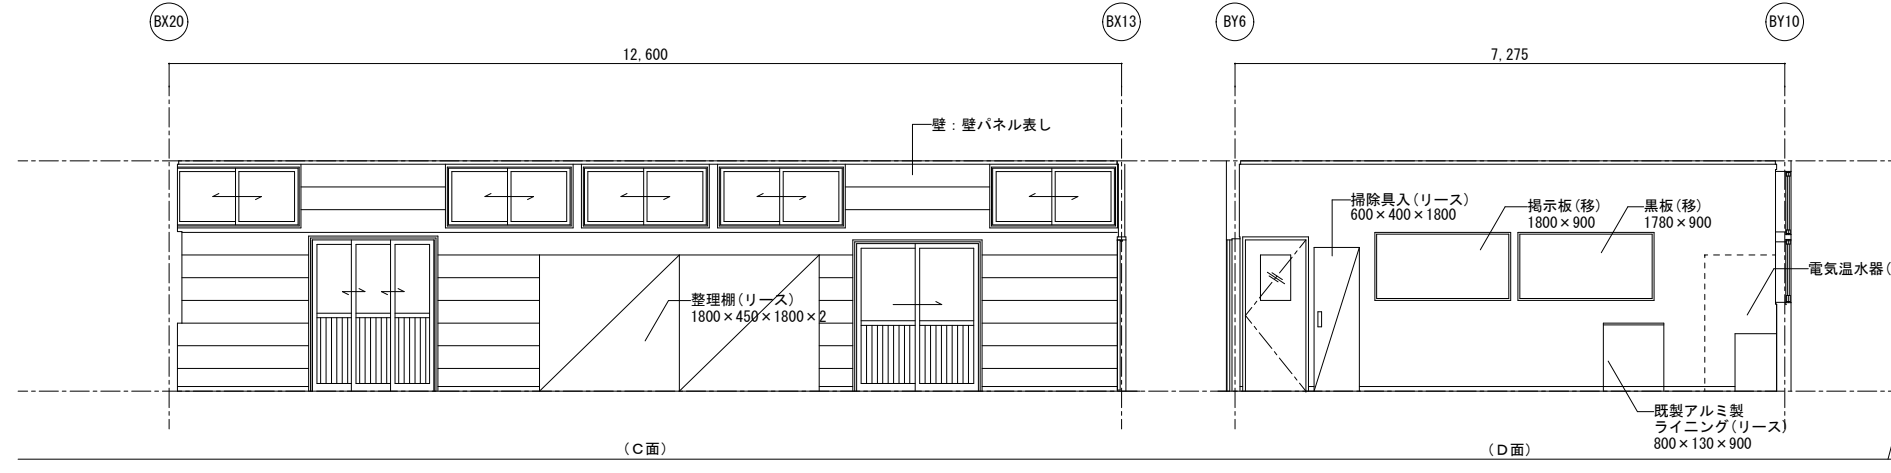 BX20
BX13
BY6
BY10
12,600
7,275
壁：壁パネル表し
掃除具入(リース)
600×400×1800
掲示板(移)
1800×900
黒板(移)
1780×900
電気温水器(
整理棚(リース)
1800×450×1800×2
既製アルミ製
ライニング(リース)
800×130×900
(C面)
(D面)